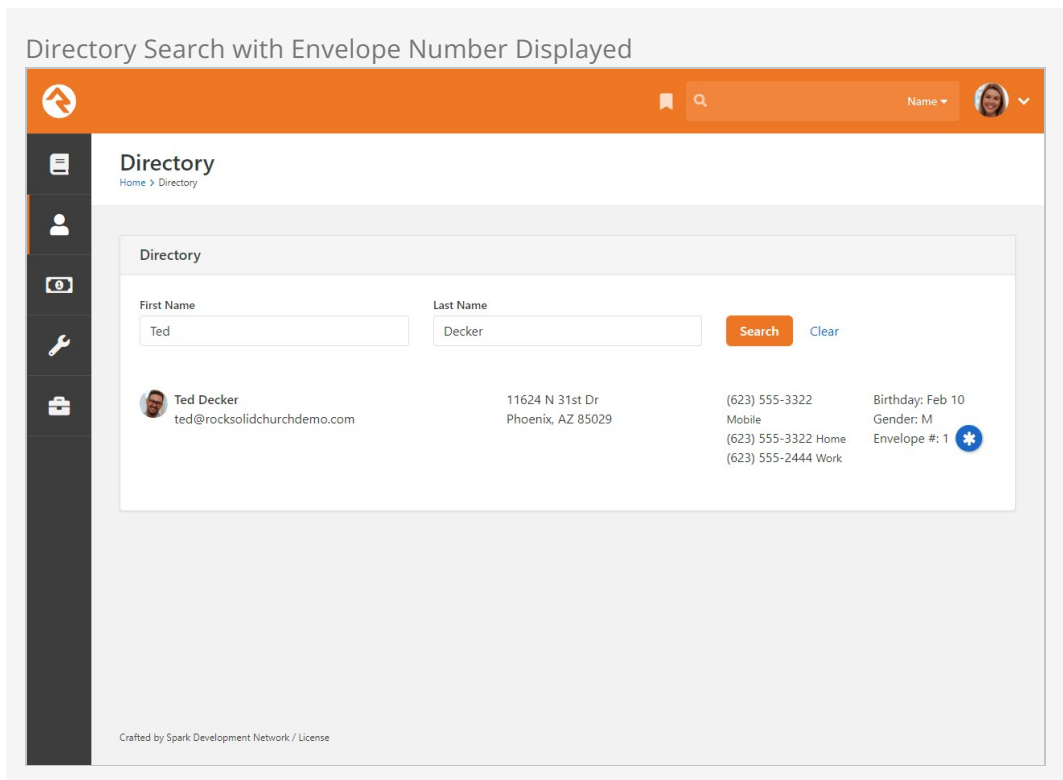 Directory Search with Envelope Number Displayed
Name
Directory
Home > Directory
Directory
First Name
Last Name
Ted
Decker
Search
Clear
Ted Decker
ted@rocksolidchurchdemo.com
11624 N 31st Dr
Phoenix, AZ 85029
(623) 555-3322
Mobile
(623) 555-3322 Home
(623) 555-2444 Work
Birthday: Feb 10
Gender: M
Envelope #: 1
Crafted by Spark Development Network / License